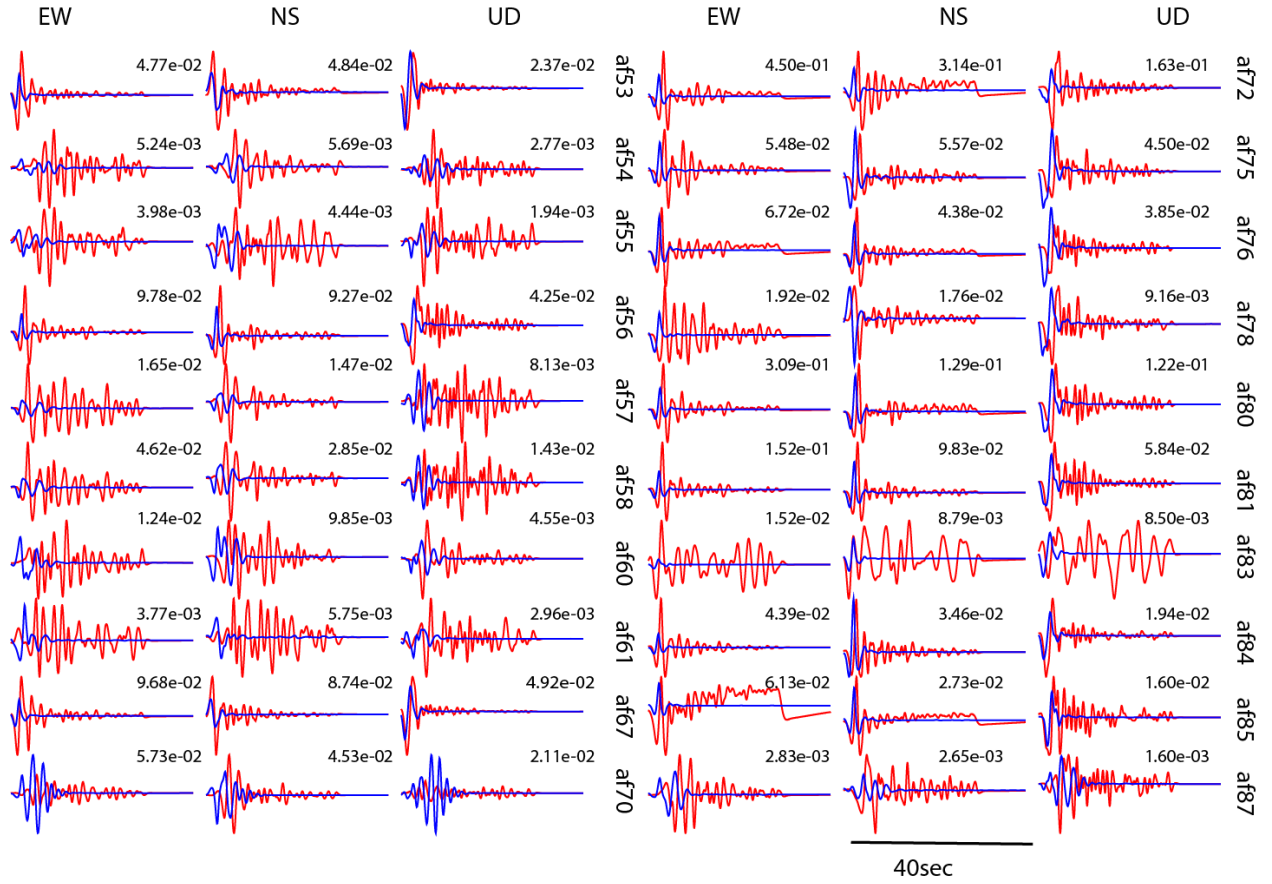 EW NS UD EW NS UD
4.77e-02 4.84e-02 2.37e-02 af53 4.50e-01 3.14e-01 1.63e-01 af72
5.24e-03 5.69e-03 2.77e-03 af54 5.48e-02 5.57e-02 4.50e-02 af75
3.98e-03 4.44e-03 1.94e-03 af55 6.72e-02 4.38e-02 3.85e-02 af76
9.78e-02 9.27e-02 4.25e-02 af56 1.92e-02 1.76e-02 9.16e-03 af78
1.65e-02 1.47e-02 8.13e-03 af57 3.09e-01 1.29e-01 1.22e-01 af80
4.62e-02 2.85e-02 1.43e-02 af58 1.52e-01 9.83e-02 5.84e-02 af81
1.24e-02 9.85e-03 4.55e-03 af60 1.52e-02 8.79e-03 8.50e-03 af83
3.77e-03 5.75e-03 2.96e-03 af61 4.39e-02 3.46e-02 1.94e-02 af84
9.68e-02 8.74e-02 4.92e-02 af67 6.13e-02 2.73e-02 1.60e-02 af85
5.73e-02 4.53e-02 2.11e-02 af70 2.83e-03 2.65e-03 1.60e-03 af87
40sec